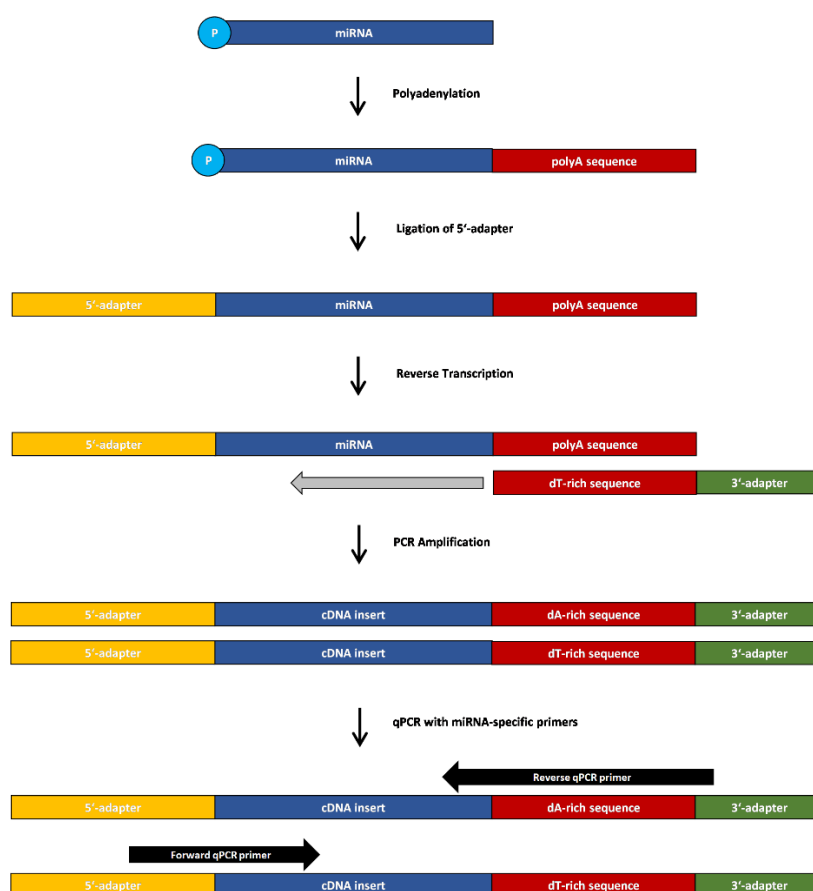 P miRNA
Polyadenylation
P miRNA polyA sequence
Ligation of 5‘-adapter
5‘-adapter miRNA polyA sequence
Reverse Transcription
5‘-adapter miRNA polyA sequence
dT-rich sequence 3‘-adapter
PCR Amplification
5‘-adapter cDNA insert dA-rich sequence 3‘-adapter
5‘-adapter cDNA insert dT-rich sequence 3‘-adapter
qPCR with miRNA-specific primers
Reverse qPCR primer
5‘-adapter cDNA insert dA-rich sequence 3‘-adapter
Forward qPCR primer
5‘-adapter cDNA insert dT-rich sequence 3‘-adapter